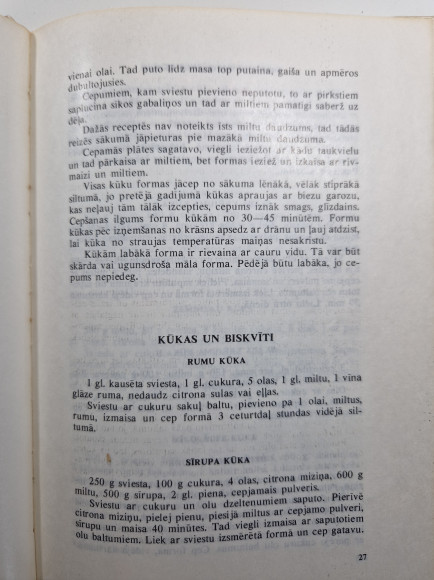 vienai olai. Tad puto līdz masa top putaina, gaiša un apmēros
dubultojusies.
Cepumiem, kam sviestu pievieno neputotu, to ar pirkstiem
saplucina sīkos gabaliņos un tad ar miltiem pamatīgi saberž uz
dēļa.
Dažās receptēs nav noteikts īsts miltu daudzums, tad tādās
reizēs sākumā jāpieturas pie mazākā miltu daudzuma.
Cepamās plātes sagatavo, viegli ieziežot ar kādu taukvielu
un tad pārkaisa ar miltiem, bet formas ieziež un izkaisa ar rīv-
maizi un miltiem.
Visas kūku formas jācep no sākuma lēnākā, vēlāk stiprākā
siltumā, jo pretējā gadījumā kūkas apraujas ar biezu garozu,
kas neļauj tām tālāk izcepties, cepums iznāk smags, glīzdains.
Cepšanas ilgums formu kūkām no 30—45 minūtēm. Formu
kūkas pēc izņemšanas no krāsns apsedz ar drānu un ļauj atdzist,
lai kūka no straujas temperatūras maiņas nesakristu.
Kūkām labākā forma ir rievaina ar cauru vidu. Tā var būt
skārda vai ugunsdroša māla forma. Pēdējā būtu labāka, jo ce-
pums nepiedeg.
KŪKAS UN BISKVĪTI
RUMU KŪKA
1 gl. kausēta sviesta, 1 gl. cukura, 5 olas, 1 gl. miltu, 1 vīna
glāze ruma, nedaudz citrona sulas vai eļļas.
Sviestu ar cukuru sakuļ baltu, pievieno pa 1 olai, miltus,
rumu, izmaisa un cep formā 3 ceturtdaļ stundas vidējā sil-
tumā.
SĪRUPA KŪKA
250 g sviesta, 100 g cukura, 4 olas, citrona miziņa, 600 g
miltu, 500 g sīrupa, 2 gl. piena, cepjamais pulveris.
Sviestu ar cukuru un olu dzeltenumiem saputo. Pierīvē
citrona miziņu, pielej pienu, piesijā miltus ar cepjamo pulveri,
sīrupu un maisa 40 minūtes. Tad viegli izmaisa ar saputotiem
olu baltumiem. Liek ar sviestu izsmērētā formā un cep gatavu.
27